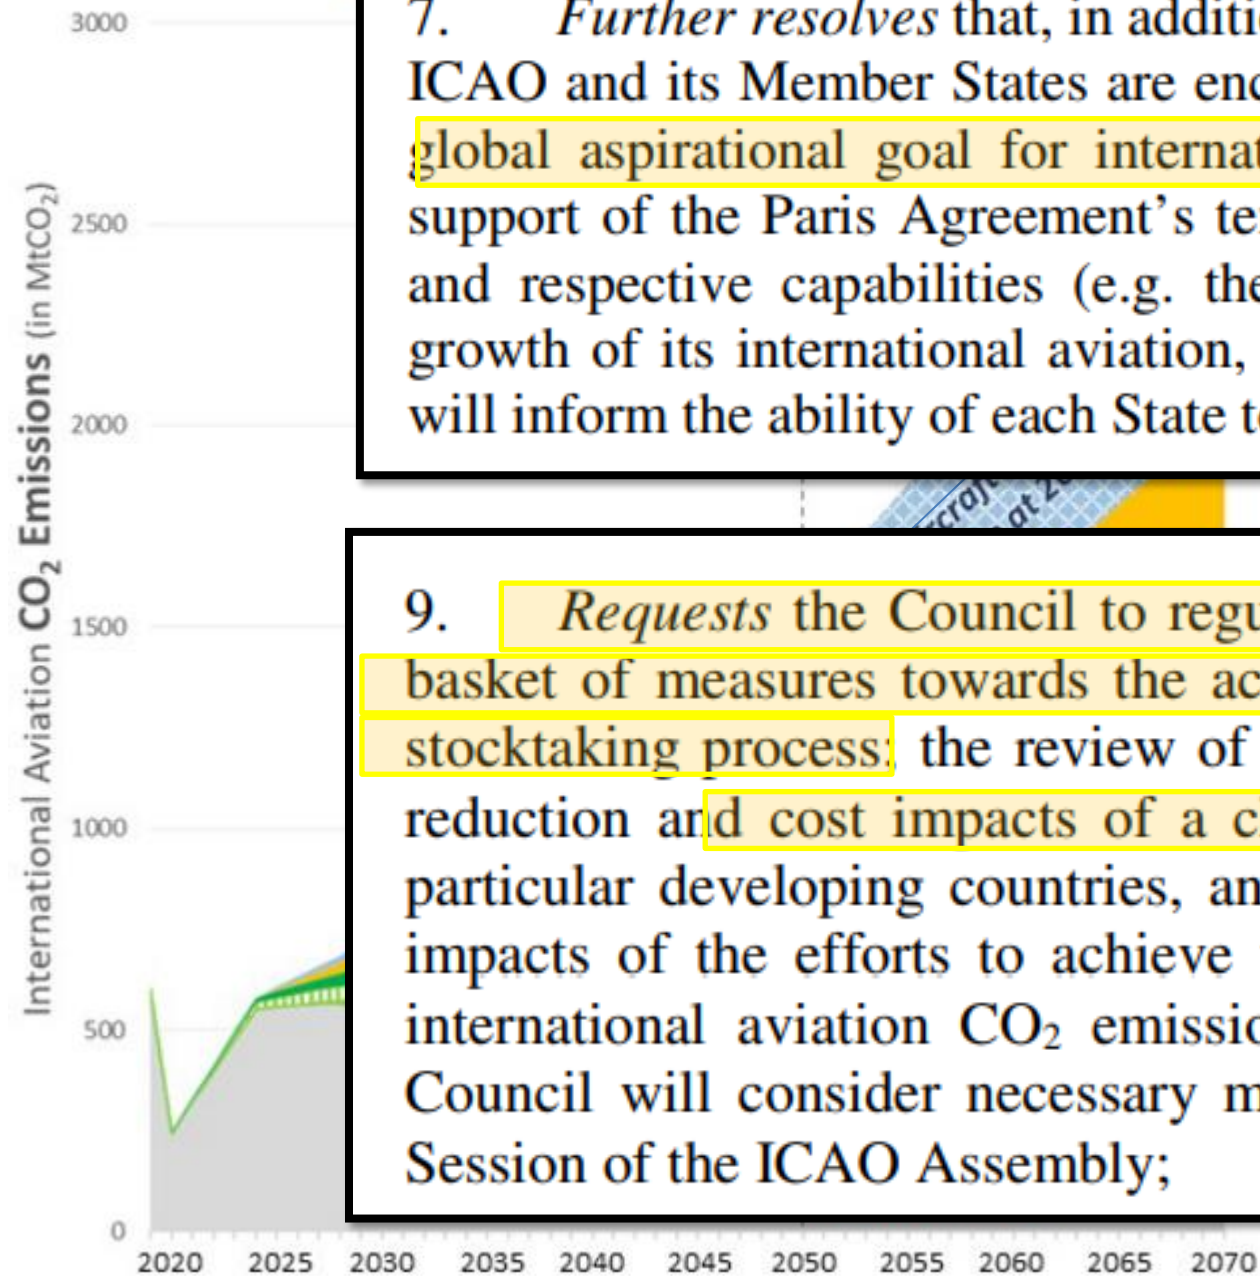 3000
2500
2000
1500
1000
500
0
International Aviation CO₂ Emissions (in MtCO₂)
7. Further resolves that, in additi
ICAO and its Member States are enc
global aspirational goal for internat
support of the Paris Agreement’s te
and respective capabilities (e.g. the
growth of its international aviation,
will inform the ability of each State to
craft
at 20
9. Requests the Council to regu
basket of measures towards the ac
stocktaking process; the review of
reduction and cost impacts of a c
particular developing countries, an
impacts of the efforts to achieve
international aviation CO₂ emissio
Council will consider necessary m
Session of the ICAO Assembly;
2020 2025 2030 2035 2040 2045 2050 2055 2060 2065 2070